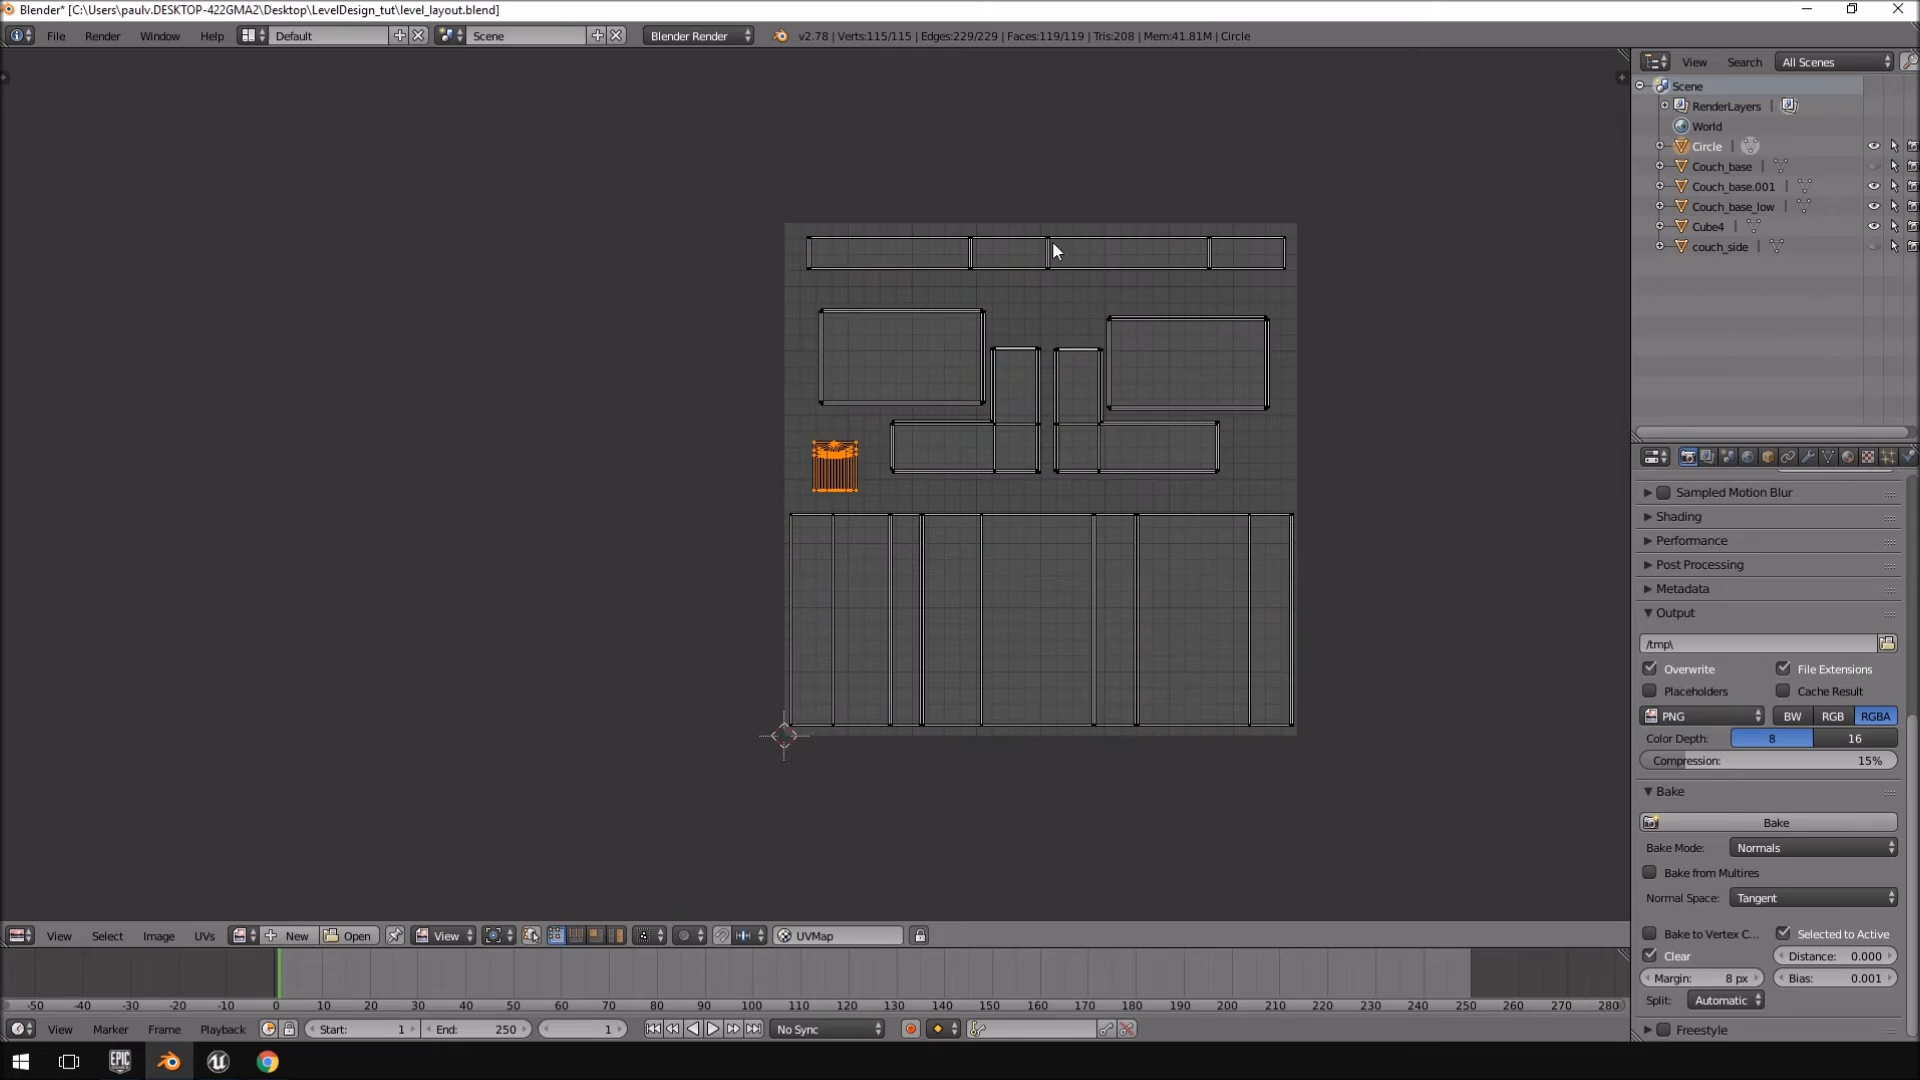 Blender* [C:\Users\paulv.DESKTOP-422GMA2\Desktop\LevelDesign_tut\level_layout.blend]
File Render Window Help Default Scene Blender Render v2.78 | Verts:115/115 | Edges:229/229 | Faces:119/119 | Tris:208 | Mem:41.81M | Circle
View Search All Scenes
Scene
RenderLayers
World
Circle
Couch_base
Couch_base.001
Couch_base_low
Cube4
couch_side
Sampled Motion Blur
Shading
Performance
Post Processing
Metadata
Output
/tmp\
Overwrite File Extensions
Placeholders Cache Result
PNG BW RGB RGBA
Color Depth: 8 16
Compression: 15%
Bake
Bake
Bake Mode: Normals
Bake from Multires
Normal Space: Tangent
Bake to Vertex C... Selected to Active
Clear Distance: 0.000
Margin: 8 px Bias: 0.001
Split: Automatic
Freestyle
View Select Image UVs New Open View UVMap
-50 -40 -30 -20 -10 0 10 20 30 40 50 60 70 80 90 100 110 120 130 140 150 160 170 180 190 200 210 220 230 240 250 260 270 280
View Marker Frame Playback Start: 1 End: 250 1 No Sync
EPIC